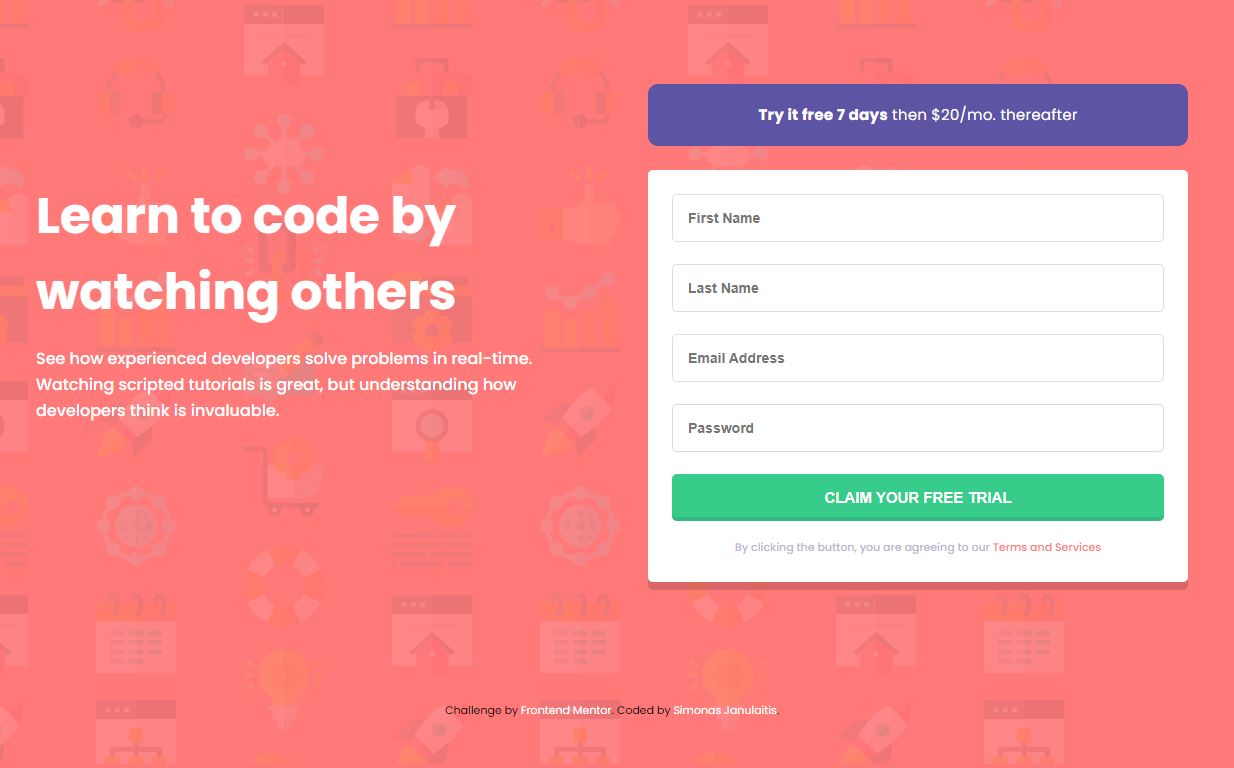 Try it free 7 days then $20/mo. thereafter
Learn to code by
watching others
See how experienced developers solve problems in real-time.
Watching scripted tutorials is great, but understanding how
developers think is invaluable.
First Name
Last Name
Email Address
Password
CLAIM YOUR FREE TRIAL
By clicking the button, you are agreeing to our Terms and Services
Challenge by Frontend Mentor. Coded by Simonas Janulaitis.